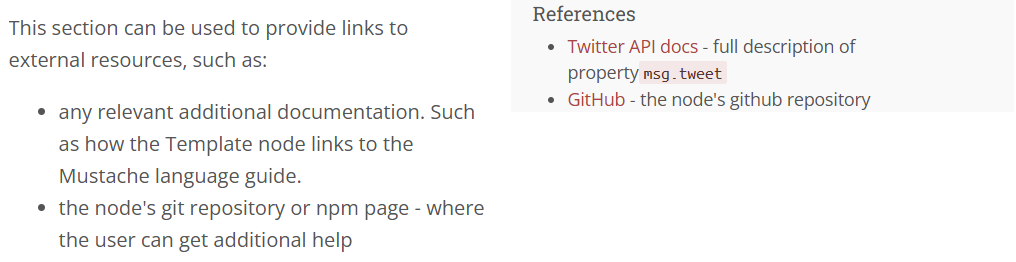 This section can be used to provide links to
external resources, such as:
any relevant additional documentation. Such
as how the Template node links to the
Mustache language guide.
the node's git repository or npm page - where
the user can get additional help
References
Twitter API docs - full description of
property msg.tweet
GitHub - the node's github repository